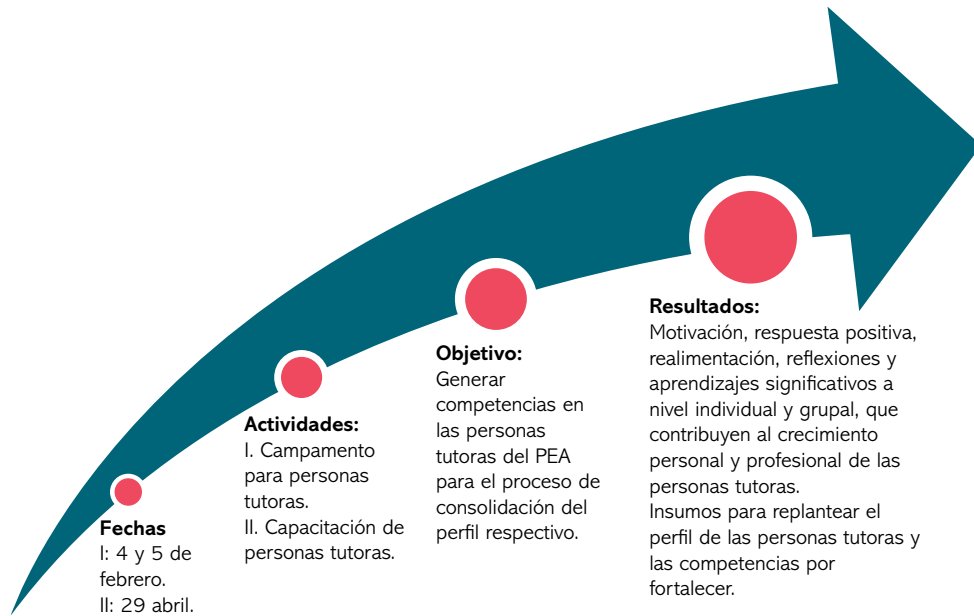 Fechas
I: 4 y 5 de
febrero.
II: 29 abril.
Actividades:
I. Campamento
para personas
tutoras.
II. Capacitación de
personas tutoras.
Objetivo:
Generar
competencias en
las personas
tutoras del PEA
para el proceso de
consolidación del
perfil respectivo.
Resultados:
Motivación, respuesta positiva,
realimentación, reflexiones y
aprendizajes significativos a
nivel individual y grupal, que
contribuyen al crecimiento
personal y profesional de las
personas tutoras.
Insumos para replantear el
perfil de las personas tutoras y
las competencias por
fortalecer.